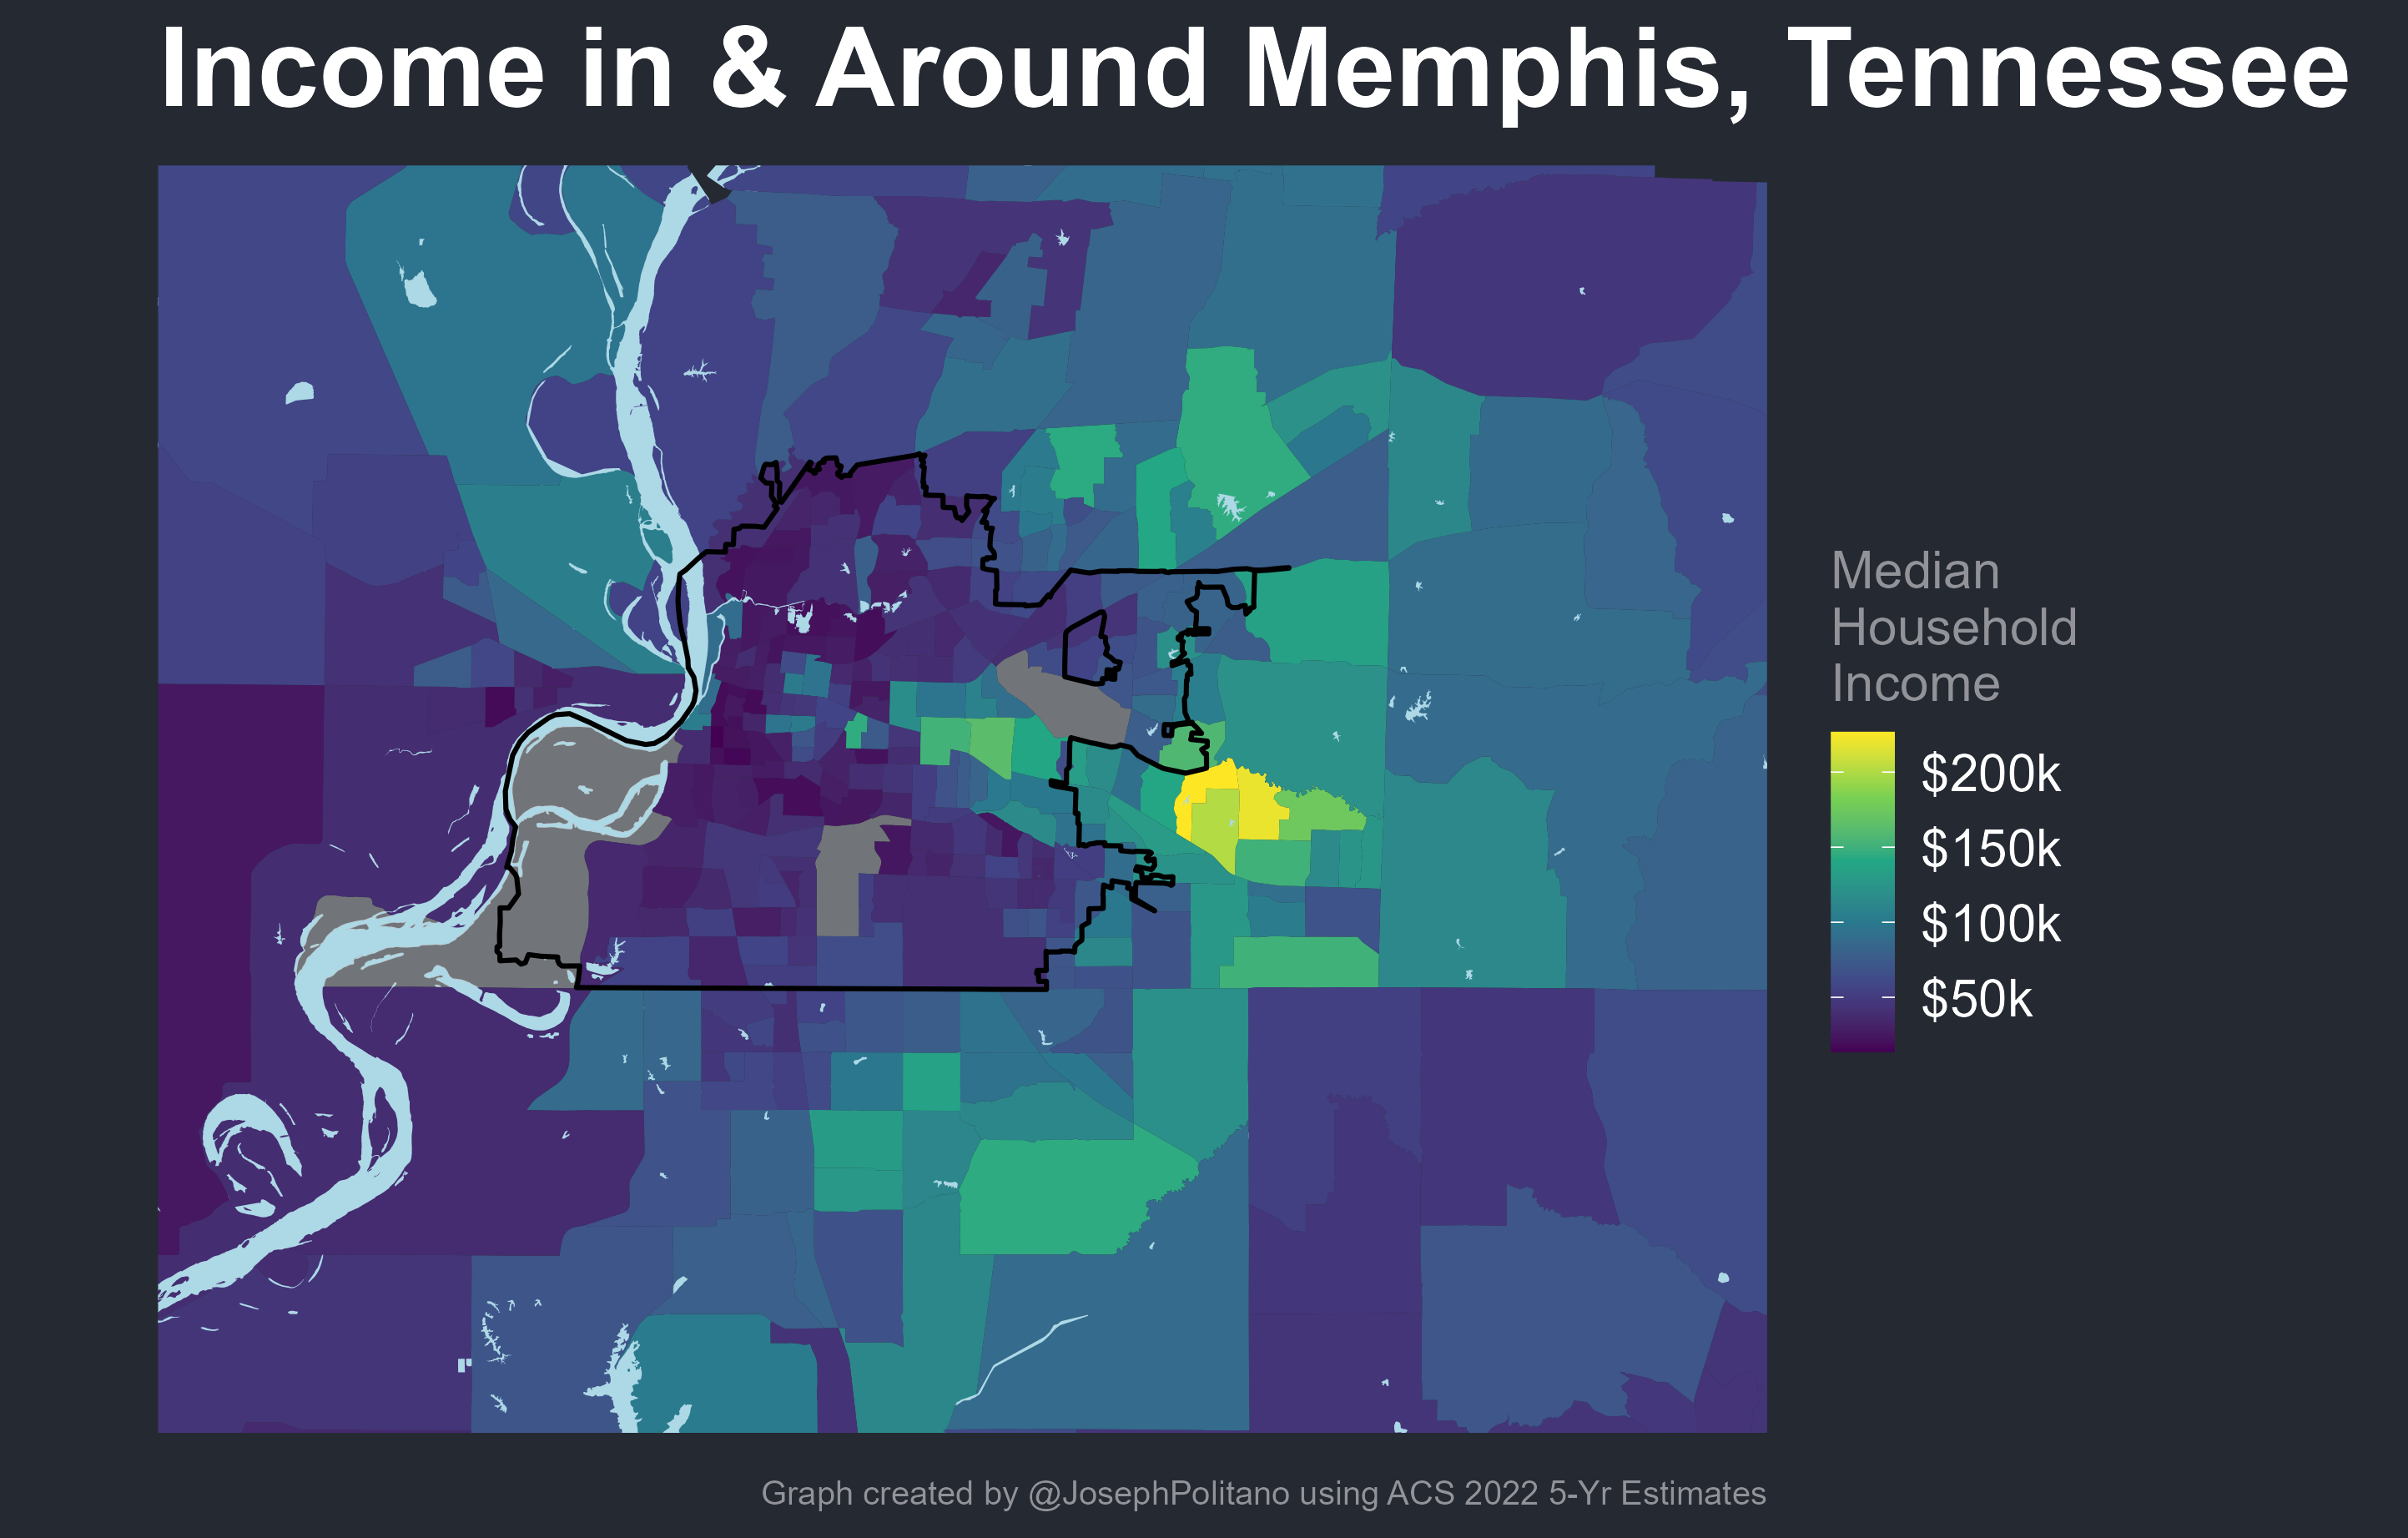 Income in & Around Memphis, Tennessee
Median
Household
Income
$200k
$150k
$100k
$50k
Graph created by @JosephPolitano using ACS 2022 5-Yr Estimates